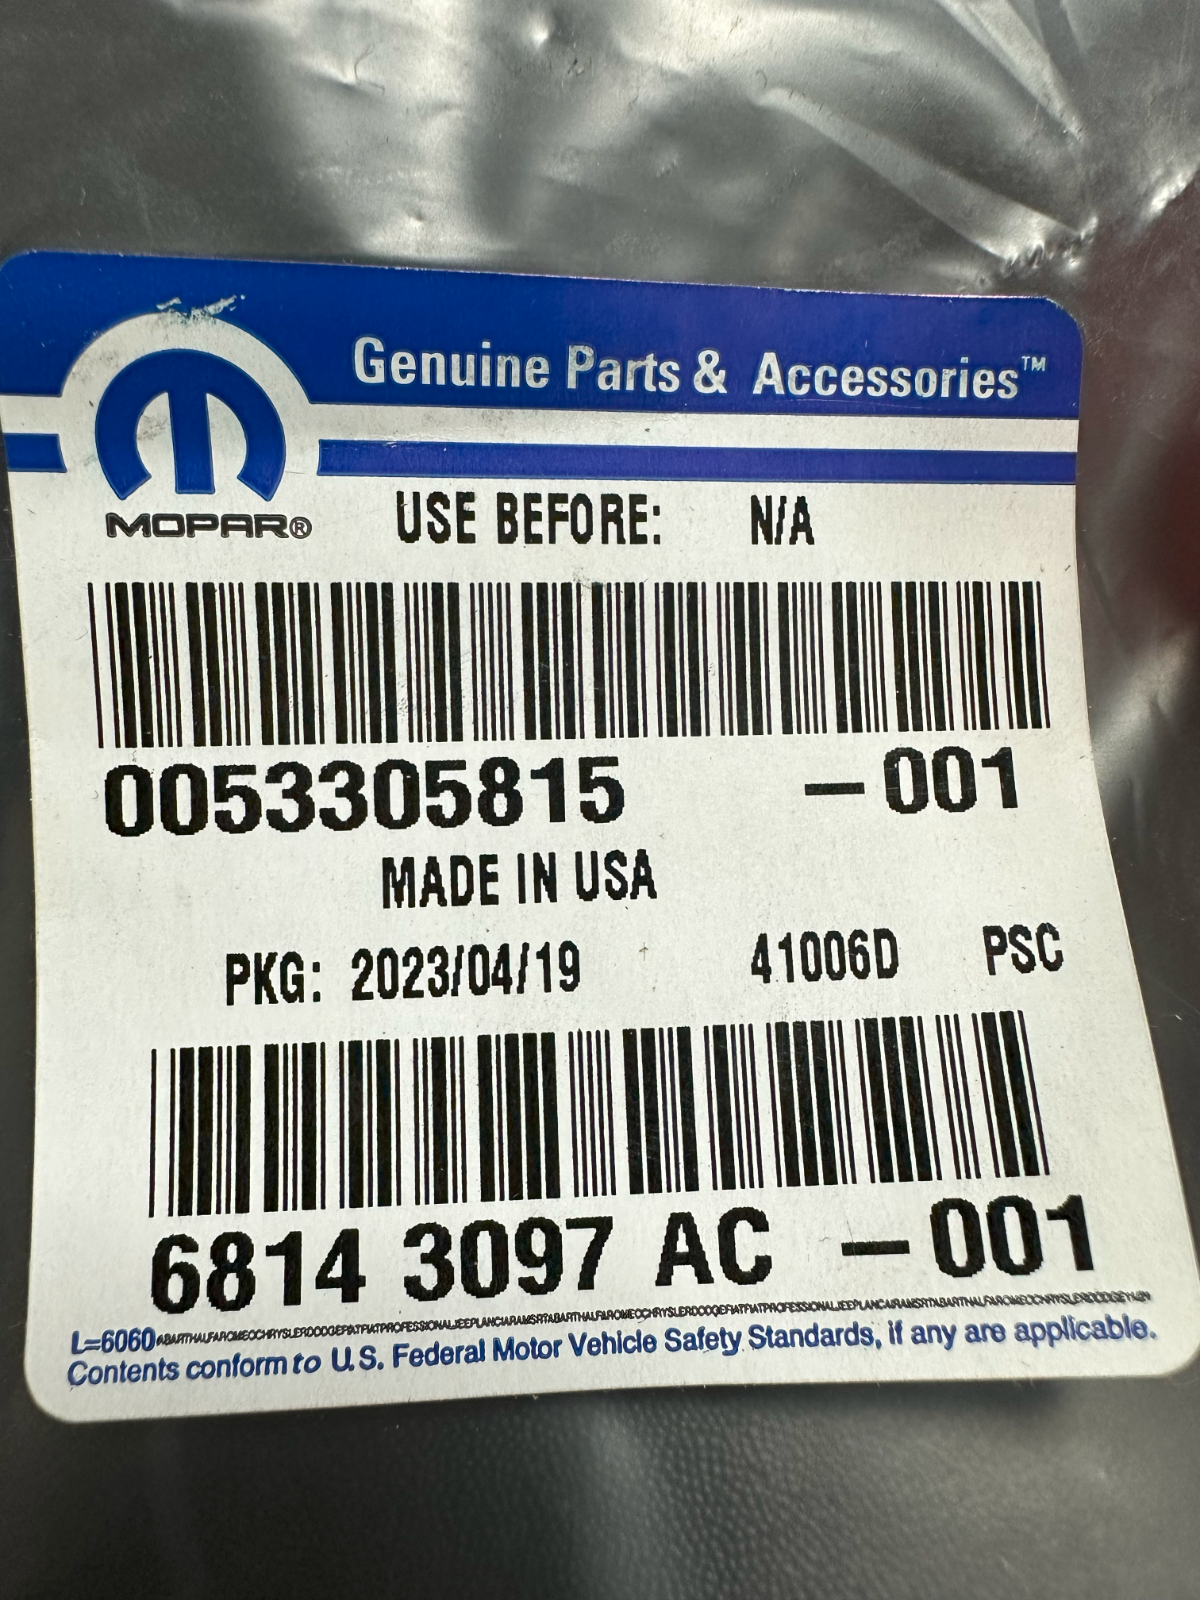 Genuine Parts & Accessories™
MOPAR®
USE BEFORE: N/A
0053305815 -001
MADE IN USA
PKG: 2023/04/19 41006D PSC
6814 3097 AC -001
L=6060
Contents conform to U.S. Federal Motor Vehicle Safety Standards, if any are applicable.